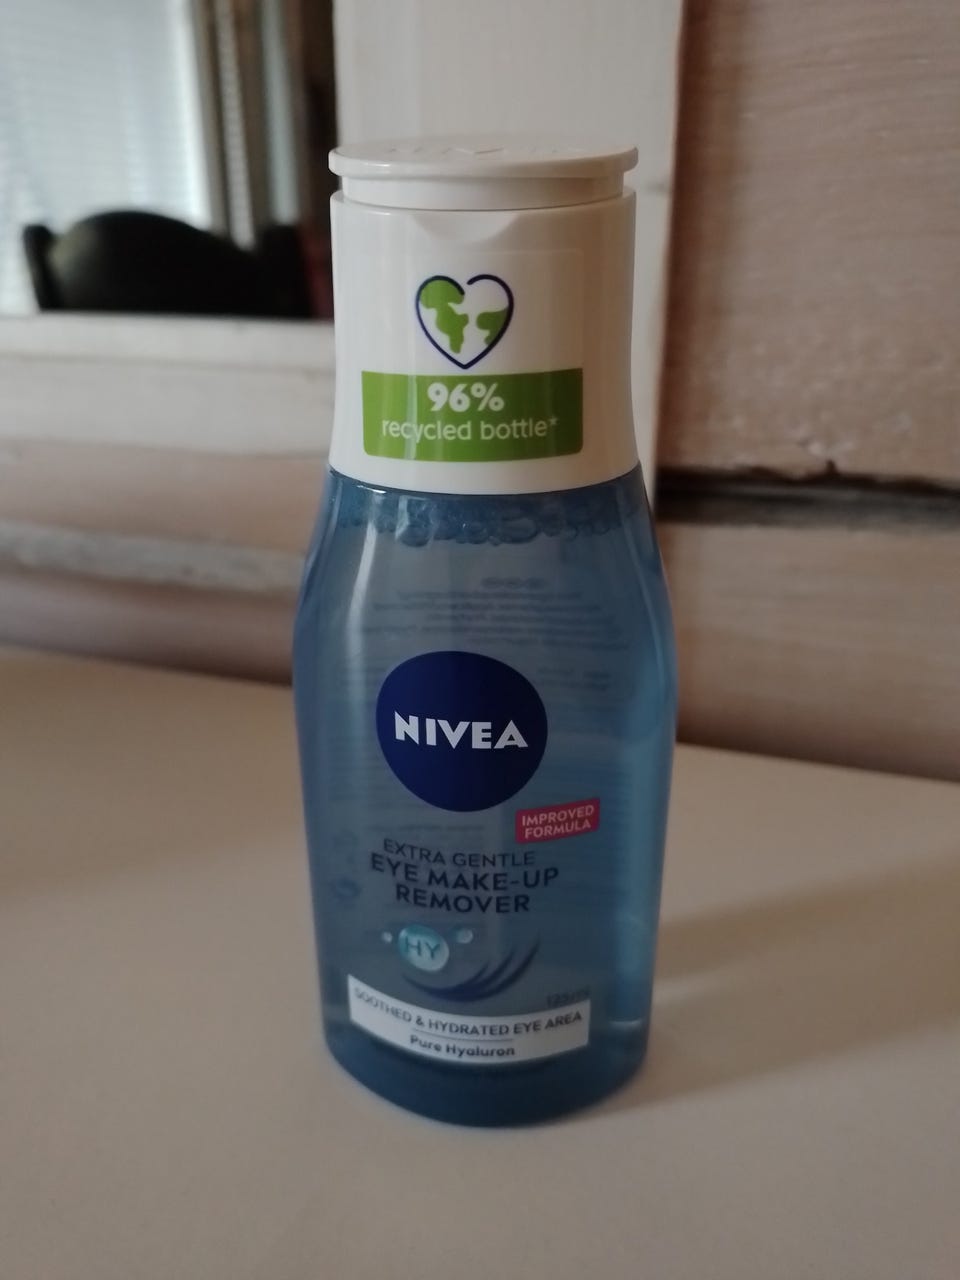 96%
recycled bottle*
NIVEA
IMPROVED
FORMULA
EXTRA GENTLE
EYE MAKE-UP
REMOVER
HY
SOOTHED & HYDRATED EYE AREA
Pure Hyaluron